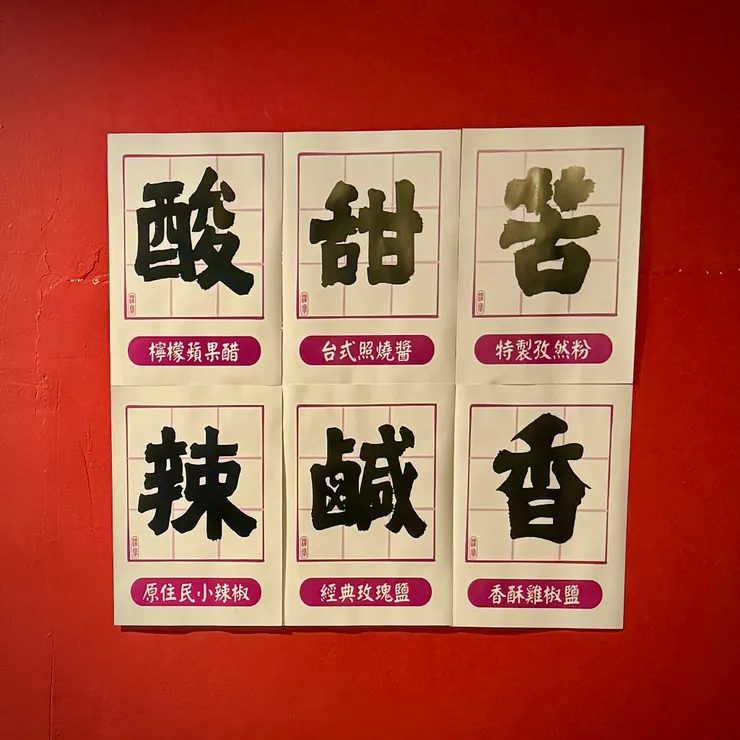 酸
檸檬蘋果醋
甜
台式照燒醬
苦
特製孜然粉
辣
原住民小辣椒
鹹
經典玫瑰鹽
香
香酥雞椒鹽